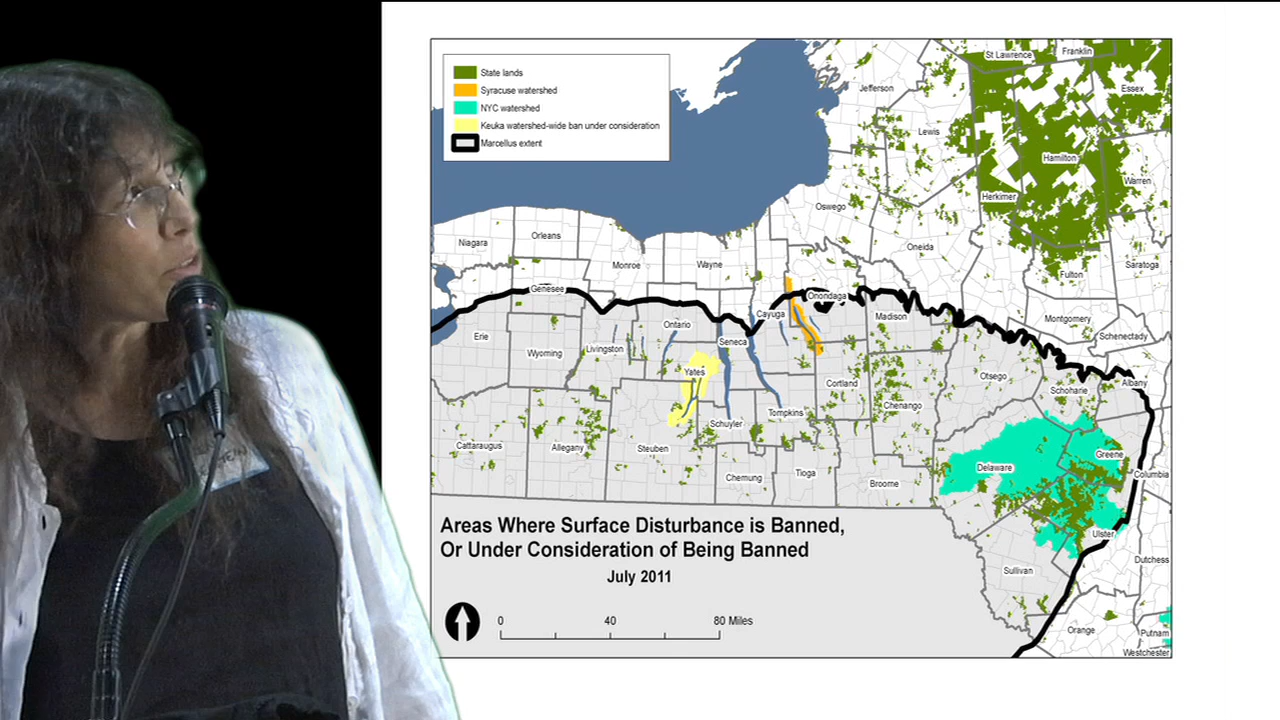 State lands
Syracuse watershed
NYC watershed
Keuka watershed-wide ban under consideration
Marcellus extent
St Lawrence
Franklin
Jefferson
Essex
Lewis
Hamilton
Warren
Herkimer
Oswego
Niagara
Orleans
Oneida
Monroe
Wayne
Saratoga
Fulton
Genesee
Onondaga
Cayuga
Madison
Montgomery
Erie
Ontario
Seneca
Schenectady
Wyoming
Livingston
Yates
Otsego
Cortland
Schoharie
Albany
Chenango
Tompkins
Schuyler
Cattaraugus
Allegany
Steuben
Greene
Delaware
Columbia
Chemung
Tioga
Broome
Ulster
Areas Where Surface Disturbance is Banned,
Or Under Consideration of Being Banned
July 2011
Sullivan
Dutchess
0 40 80 Miles
Orange
Putnam
Westchester